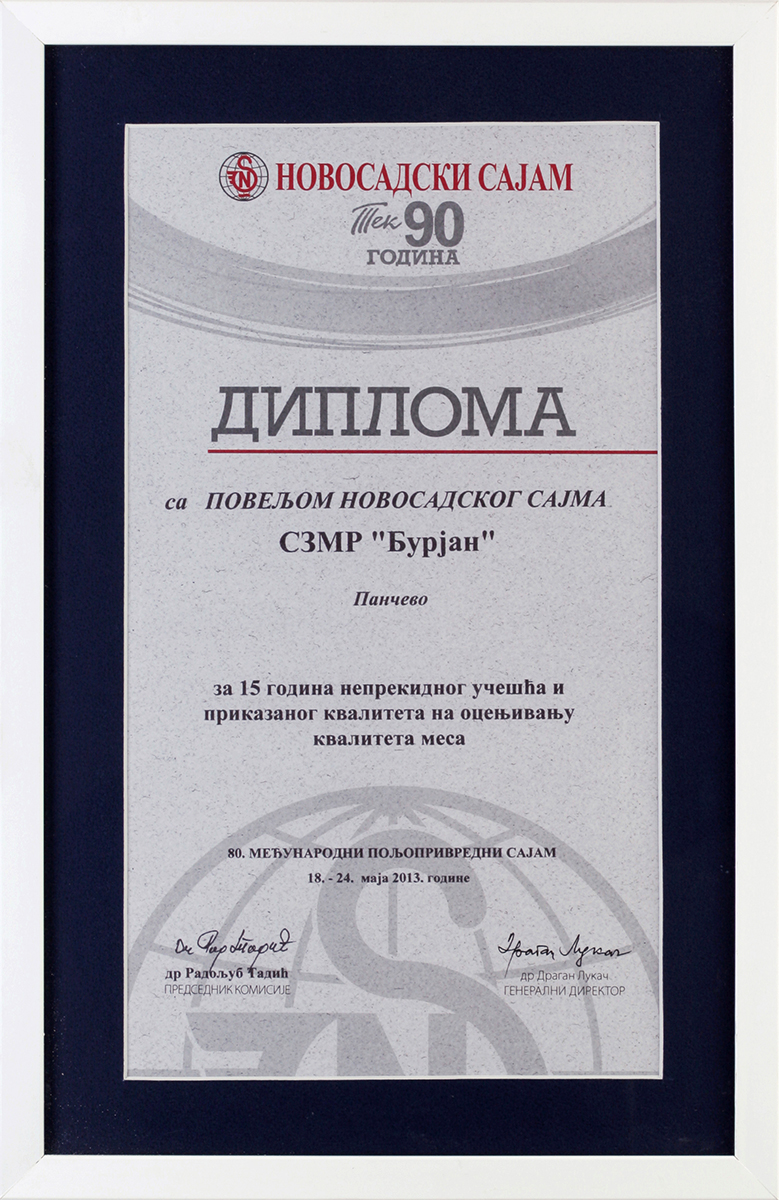 НОВОСАДСКИ САЈАМ
Тек 90
ГОДИНА
ДИПЛОМА
са ПОВЕЉОМ НОВОСАДСКОГ САЈМА
СЗМР "Бурјан"
Панчево
за 15 година непрекидног учешћа и
приказаног квалитета на оцењивању
квалитета меса
80. МЕЂУНАРОДНИ ПОЉОПРИВРЕДНИ САЈАМ
18. - 24. маја 2013. године
др Радољуб Тадић
ПРЕДСЕДНИК КОМИСИЈЕ
др Драган Лукач
ГЕНЕРАЛНИ ДИРЕКТОР